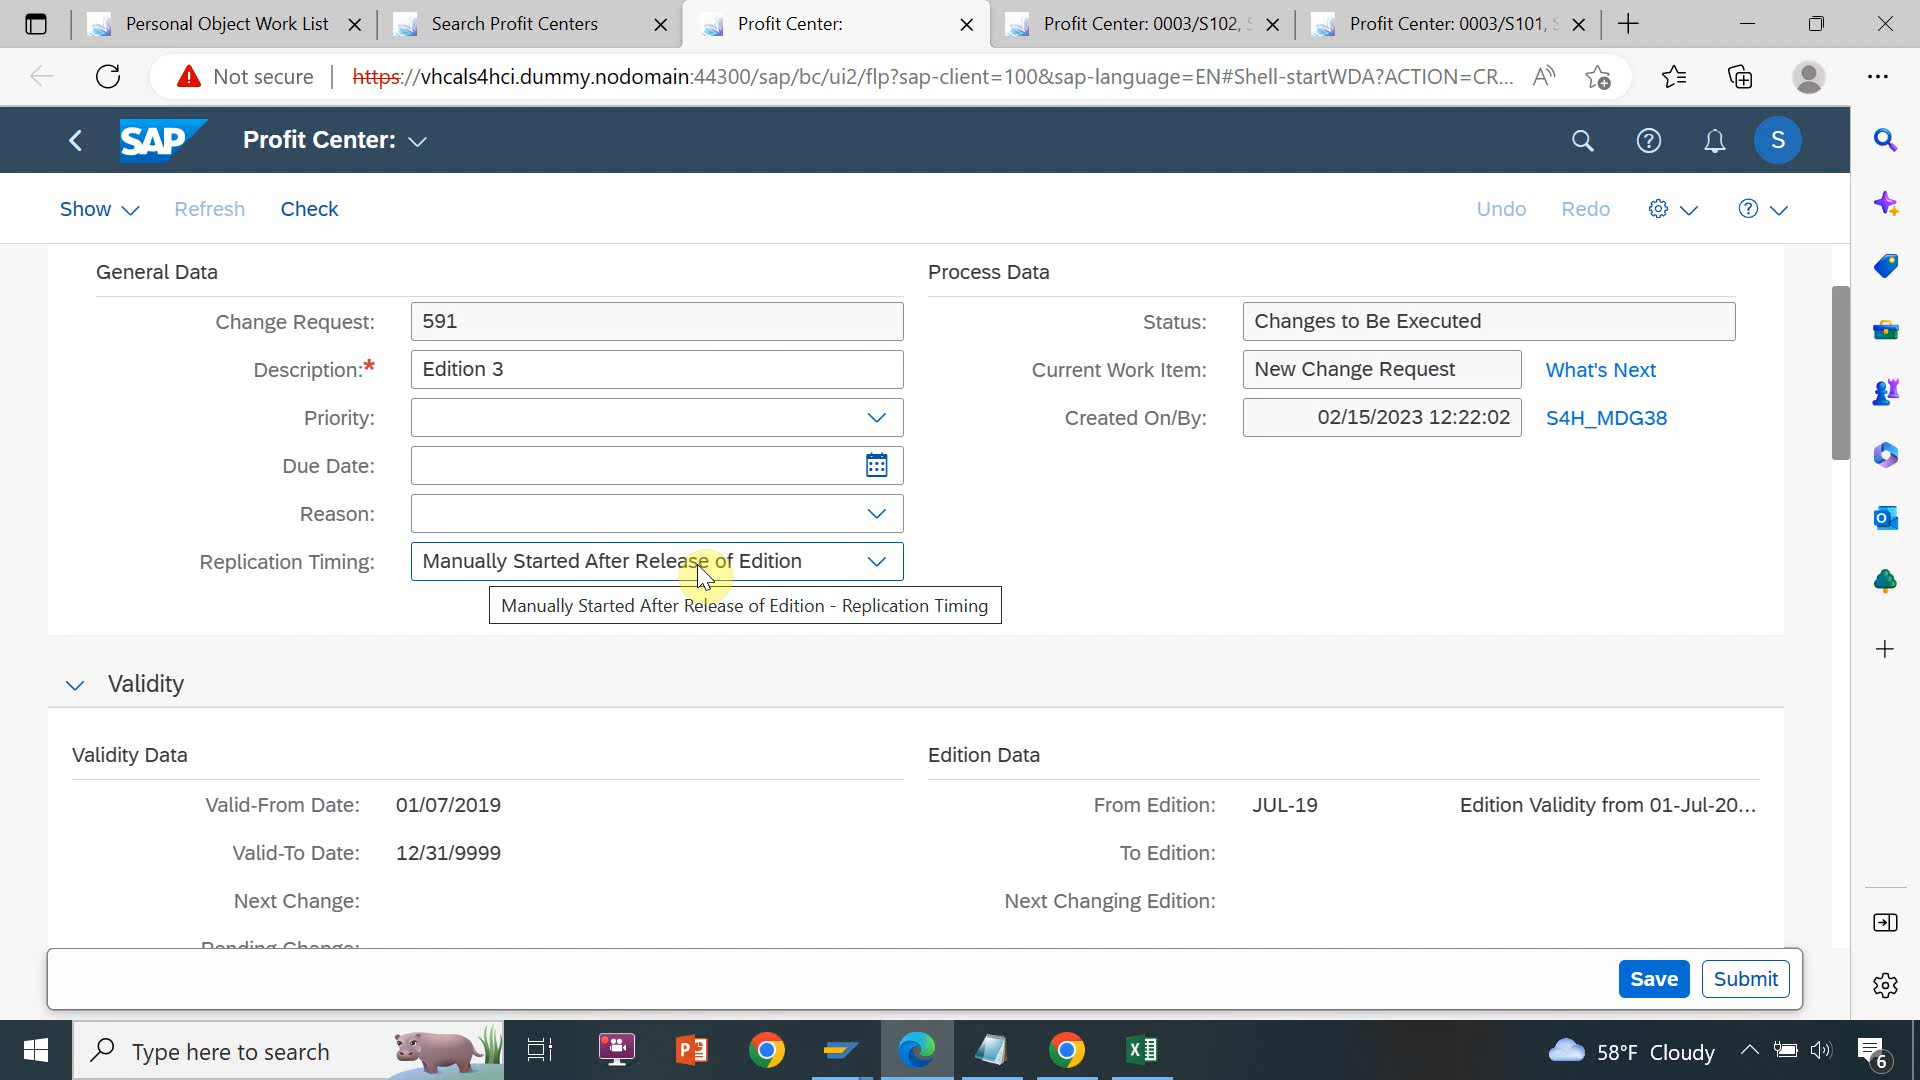 Personal Object Work List
Search Profit Centers
Profit Center:
Profit Center: 0003/S102,
Profit Center: 0003/S101,
Not secure
https://vhcals4hci.dummy.nodomain:44300/sap/bc/ui2/flp?sap-client=100&sap-language=EN#Shell-startWDA?ACTION=CR...
SAP
Profit Center:
S
Show
Refresh
Check
Undo
Redo
General Data
Process Data
Change Request:
591
Status:
Changes to Be Executed
Description:*
Edition 3
Current Work Item:
New Change Request
What's Next
Priority:
Created On/By:
02/15/2023 12:22:02
S4H_MDG38
Due Date:
Reason:
Replication Timing:
Manually Started After Release of Edition
Manually Started After Release of Edition - Replication Timing
Validity
Validity Data
Edition Data
Valid-From Date:
01/07/2019
From Edition:
JUL-19
Edition Validity from 01-Jul-20...
Valid-To Date:
12/31/9999
To Edition:
Next Change:
Next Changing Edition:
Pending Change:
Save
Submit
Type here to search
58°F Cloudy
6